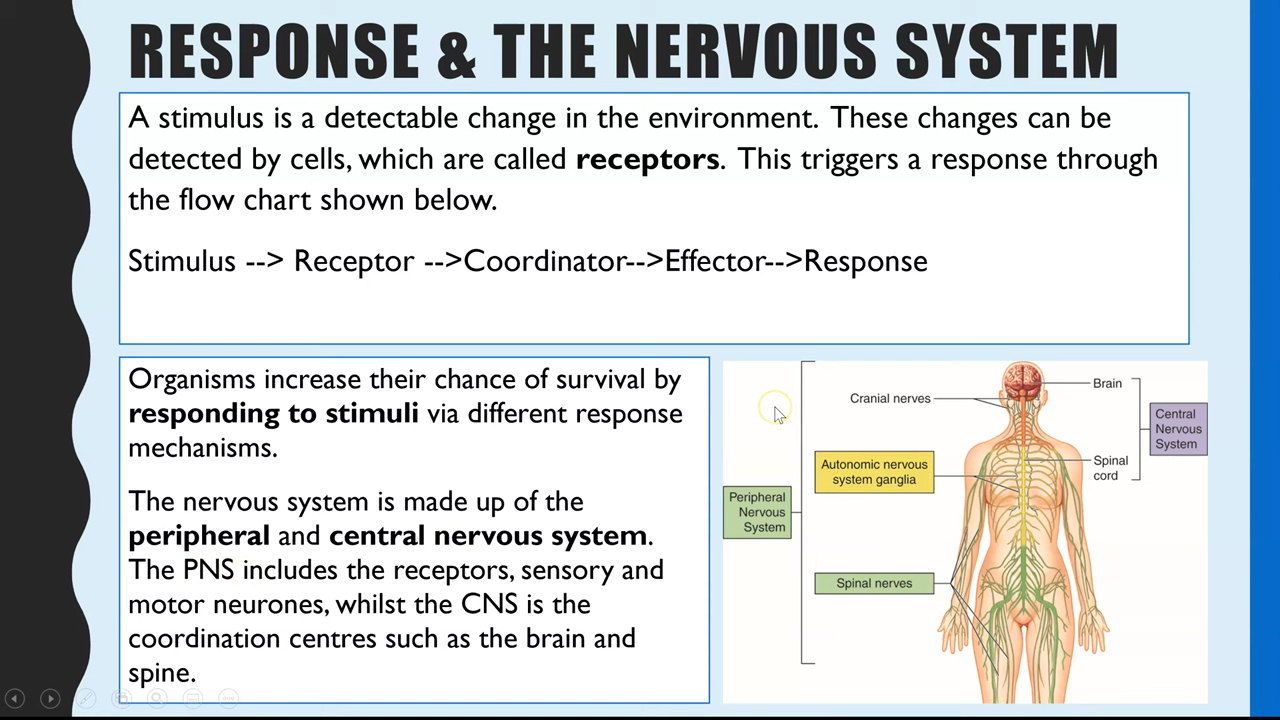 RESPONSE & THE NERVOUS SYSTEM
A stimulus is a detectable change in the environment. These changes can be
detected by cells, which are called receptors. This triggers a response through
the flow chart shown below.
Stimulus --> Receptor -->Coordinator-->Effector-->Response
Organisms increase their chance of survival by
responding to stimuli via different response
mechanisms.
The nervous system is made up of the
peripheral and central nervous system.
The PNS includes the receptors, sensory and
motor neurones, whilst the CNS is the
coordination centres such as the brain and
spine.
Peripheral
Nervous
System
Cranial nerves
Autonomic nervous
system ganglia
Spinal nerves
Brain
Spinal
cord
Central
Nervous
System